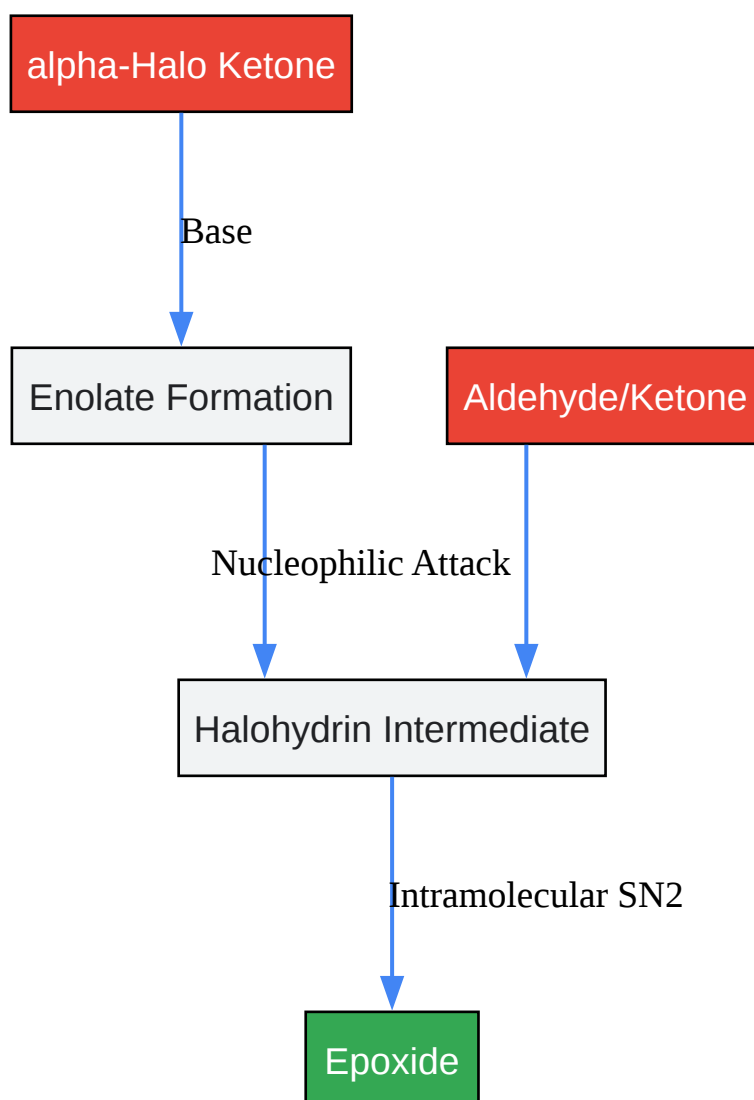 alpha-Halo Ketone
Base
Enolate Formation
Aldehyde/Ketone
Nucleophilic Attack
Halohydrin Intermediate
Intramolecular SN2
Epoxide